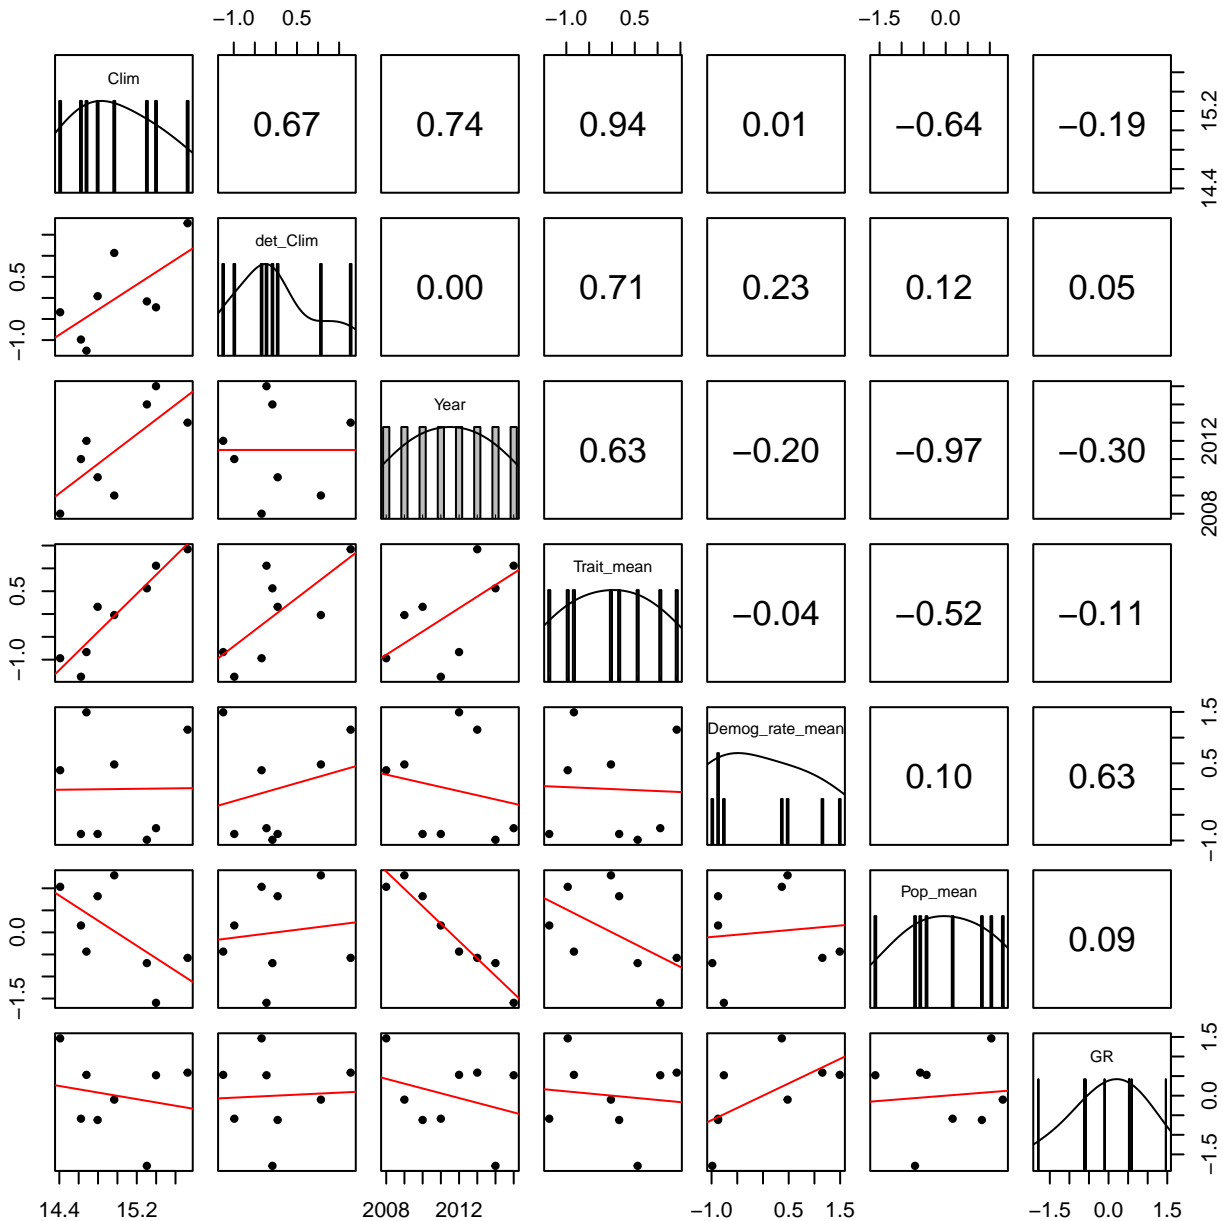 −1.0 0.5 −1.0 0.5 −1.5 0.0
Clim 0.67 0.74 0.94 0.01 −0.64 −0.19 14.4 15.2
−1.0 0.5 det_Clim 0.00 0.71 0.23 0.12 0.05
Year 0.63 −0.20 −0.97 −0.30 2008 2012
−1.0 0.5 Trait_mean −0.04 −0.52 −0.11
Demog_rate_mean 0.10 0.63 −1.0 0.5 1.5
−1.5 0.0 Pop_mean 0.09
GR −1.5 0.0 1.5
14.4 15.2 2008 2012 −1.0 0.5 1.5 −1.5 0.0 1.5